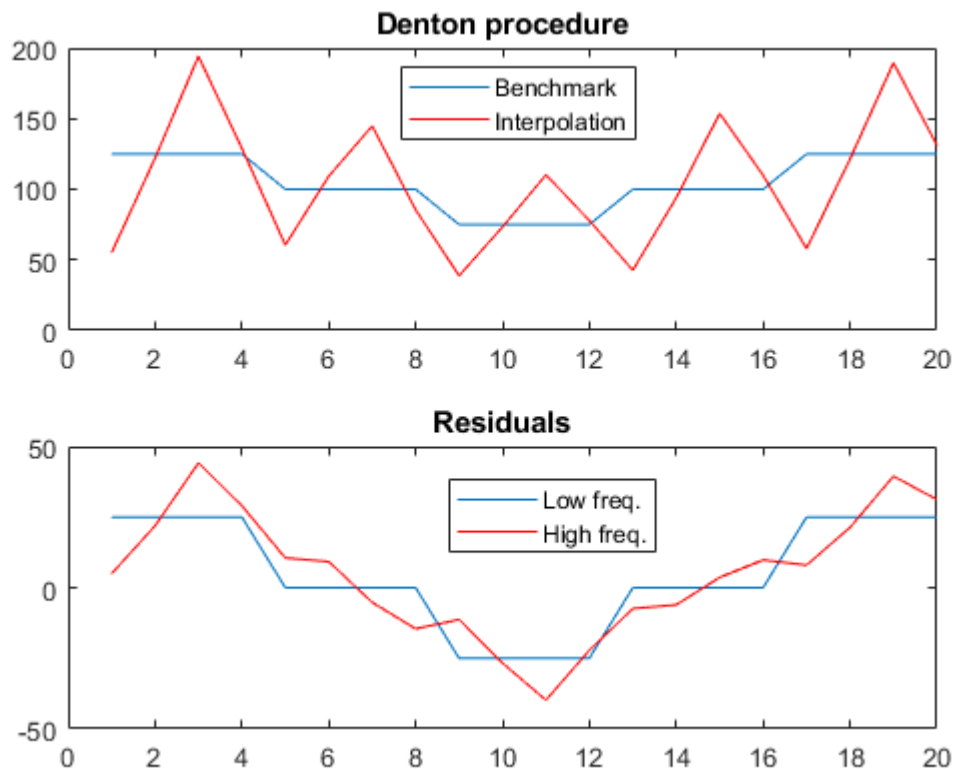 Denton procedure
200
150
100
50
0
Benchmark
Interpolation
0 2 4 6 8 10 12 14 16 18 20
Residuals
50
0
-50
Low freq.
High freq.
0 2 4 6 8 10 12 14 16 18 20